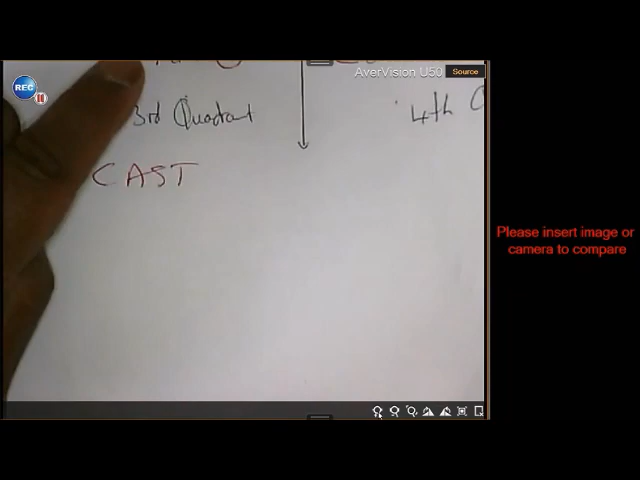 AverVision U50
Source
REC
3rd Quadrant
4th
CAST
Please insert image or
camera to compare